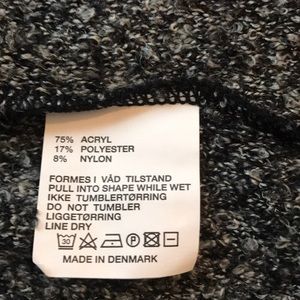 75% ACRYL
17% POLYESTER
8% NYLON
FORMES I VÅD TILSTAND
PULL INTO SHAPE WHILE WET
IKKE TUMBLERTØRRING
DO NOT TUMBLER
LIGGETØRRING
LINE DRY
30
MADE IN DENMARK